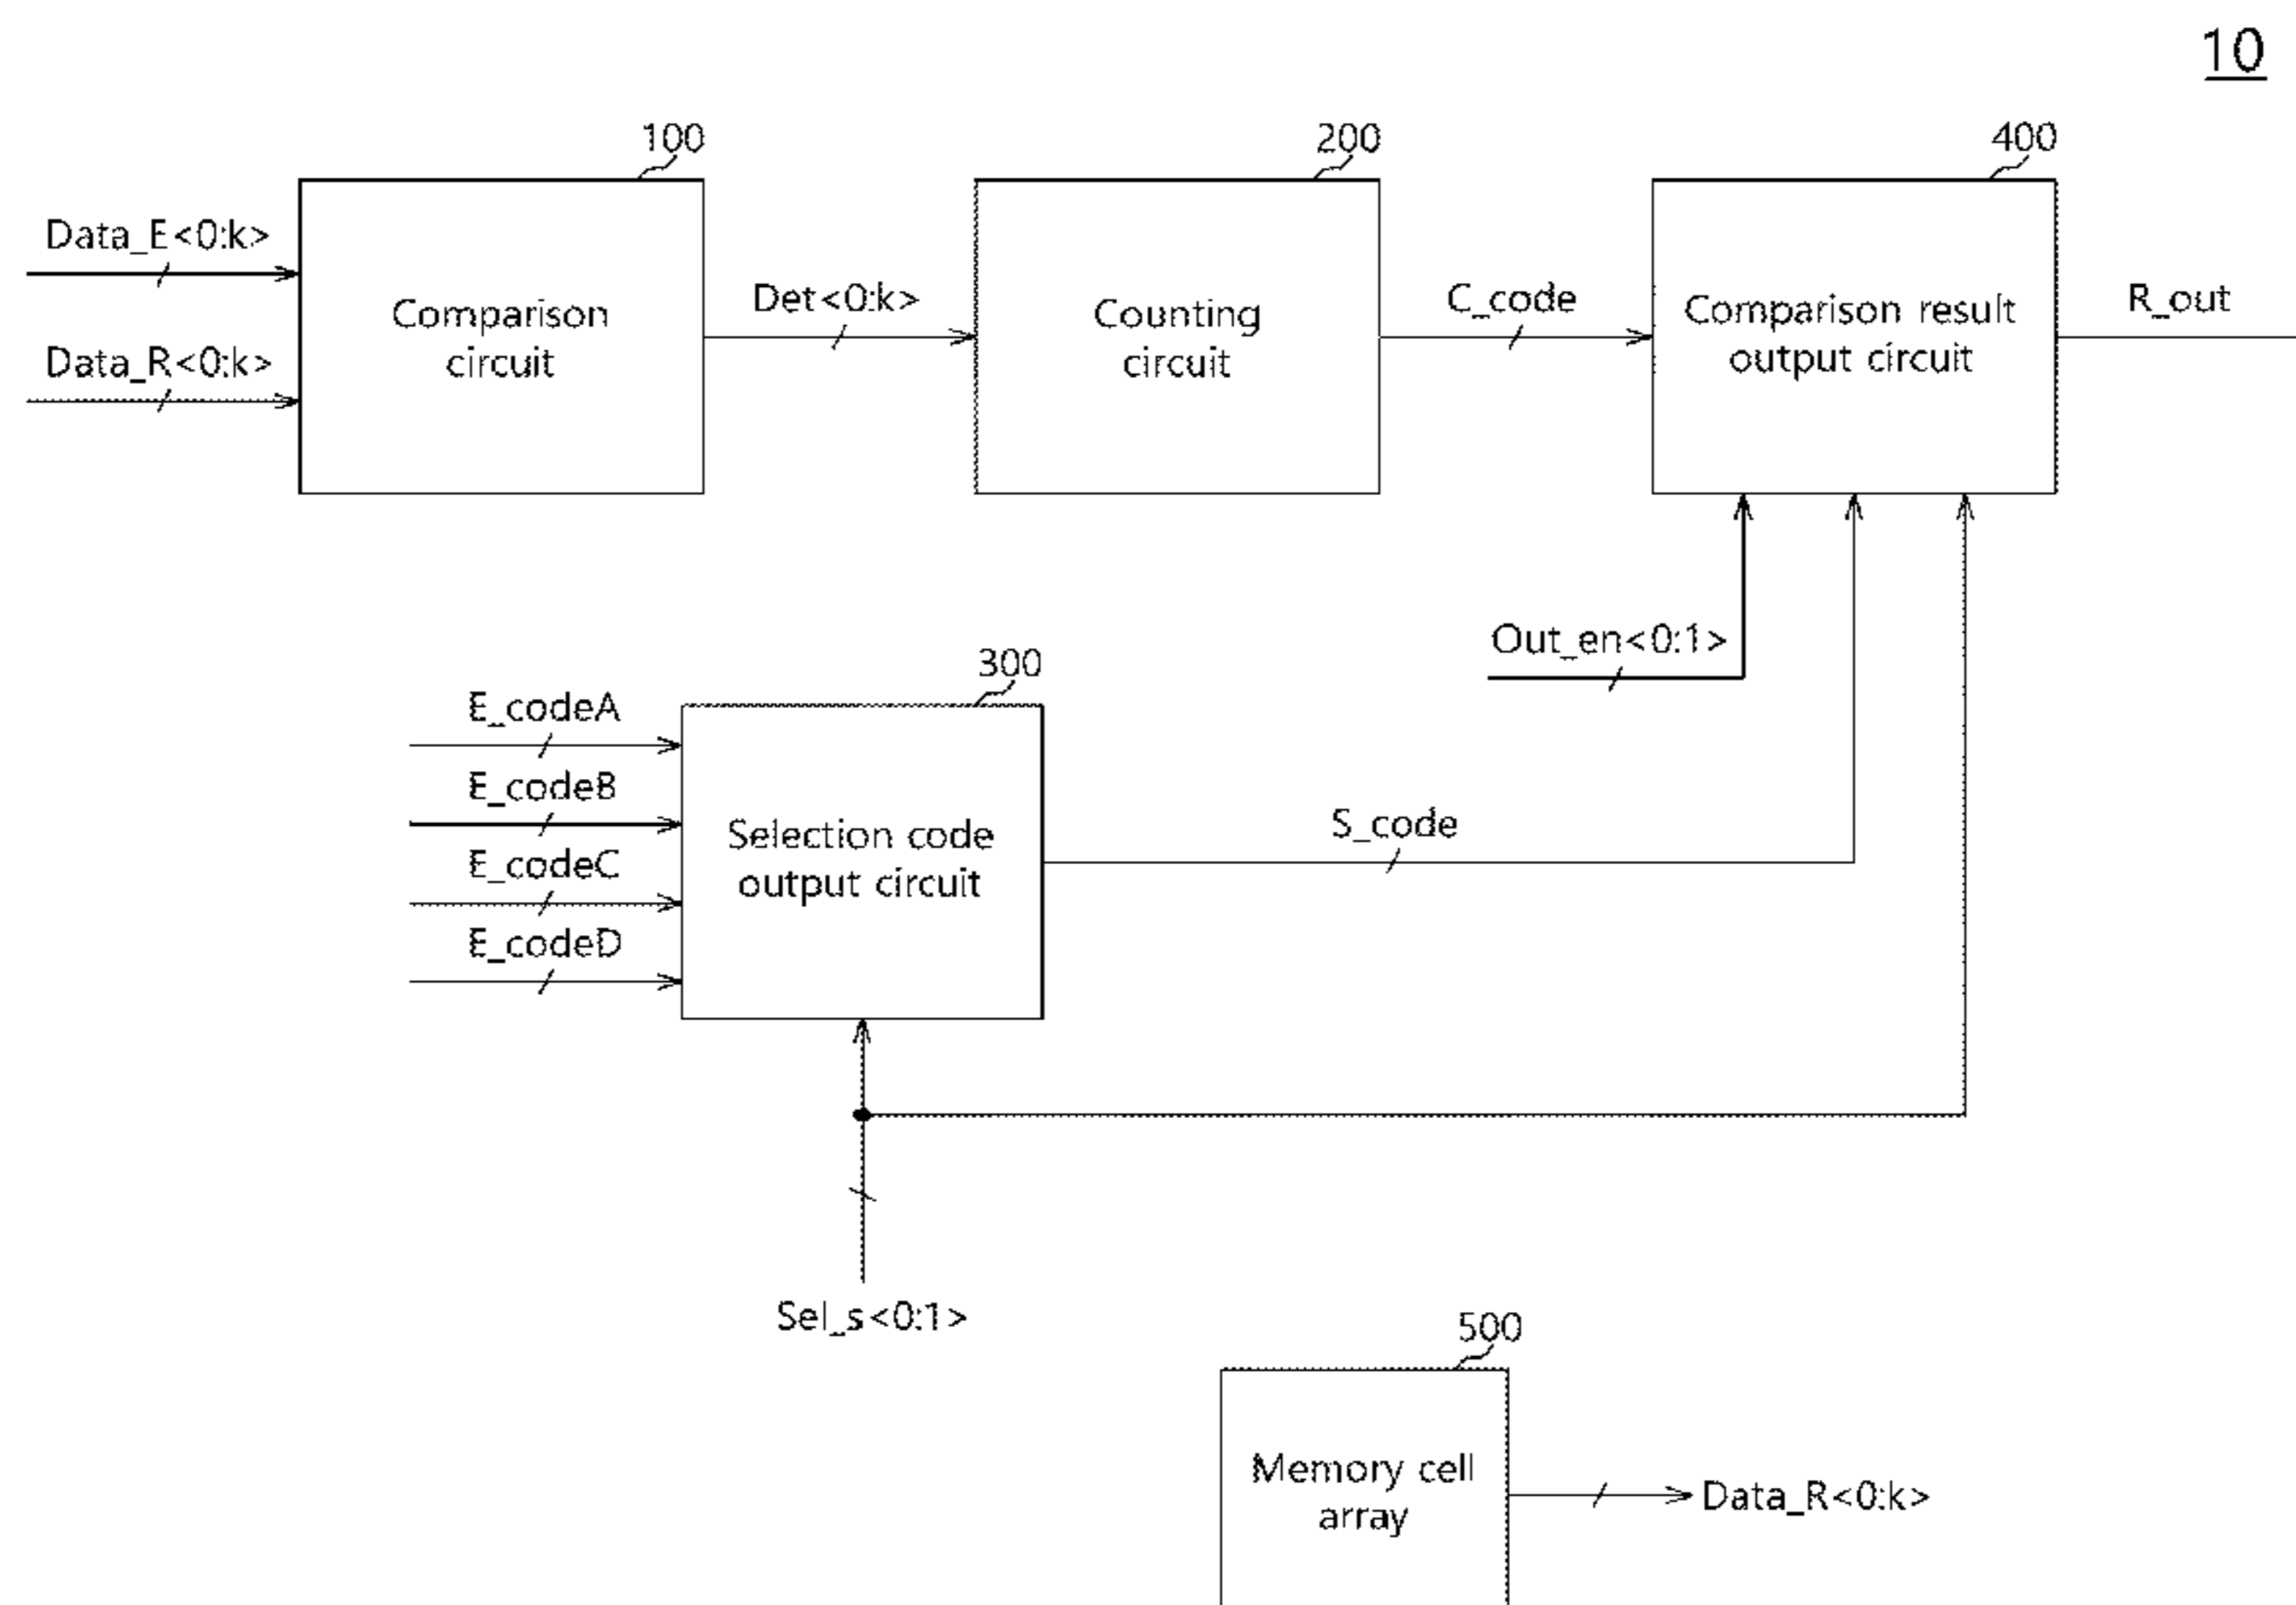 10
100
200
400
Data_E<0:k>
Data_R<0:k>
Comparison
circuit
Det<0:k>
Counting
circuit
C_code
Comparison result
output circuit
R_out
Out_en<0:1>
300
E_codeA
E_codeB
E_codeC
E_codeD
Selection code
output circuit
S_code
Sel_s<0:1>
500
Memory cell
array
Data_R<0:k>